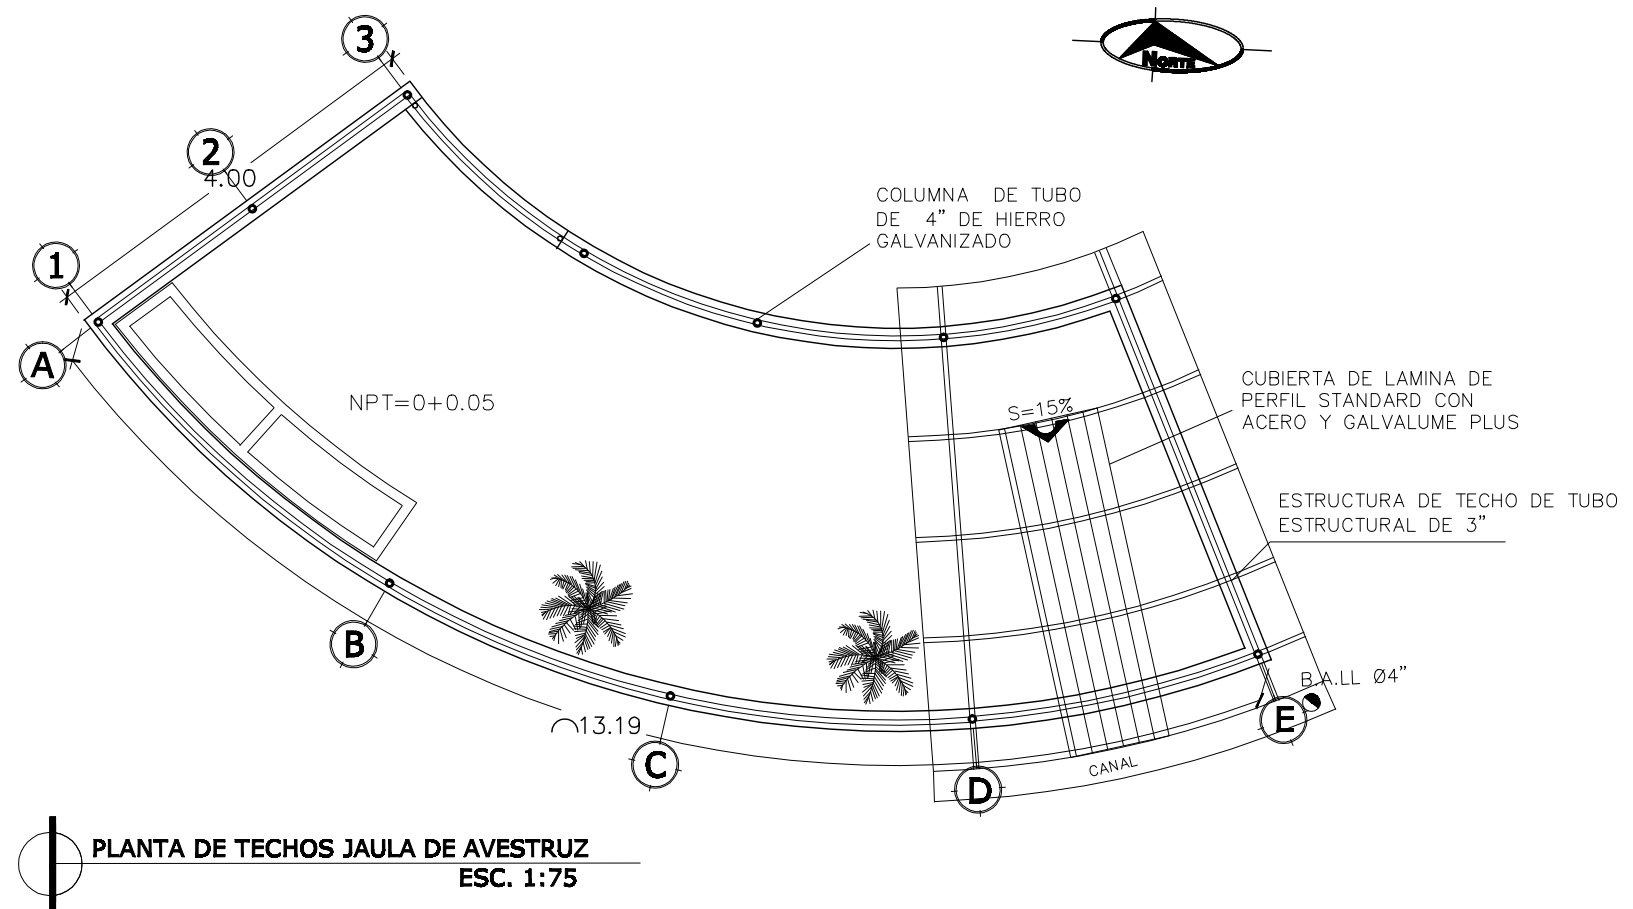 3
NORTE
2
4.00
COLUMNA DE TUBO
DE 4” DE HIERRO
GALVANIZADO
1
A
NPT=0+0.05
S=15%
CUBIERTA DE LAMINA DE
PERFIL STANDARD CON
ACERO Y GALVALUME PLUS
ESTRUCTURA DE TECHO DE TUBO
ESTRUCTURAL DE 3”
B
B.A.LL Ø4”
13.19
E
C
CANAL
D
PLANTA DE TECHOS JAULA DE AVESTRUZ
ESC. 1:75